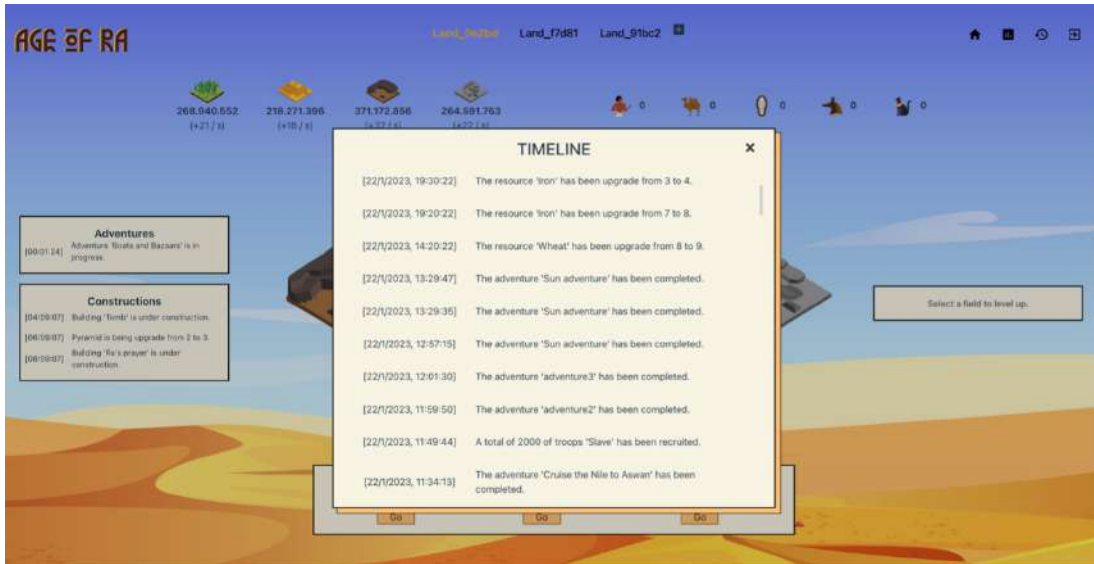 AGE OF RA
Land_0e2bd Land_f7d81 Land_91bc2
268.940.552 218.271.396 371.172.856 264.591.763
(+21 / s) (+18 / s) (+22 / s)
0 0 0 0 0
TIMELINE
[22/1/2023, 19:30:22] The resource 'Iron' has been upgrade from 3 to 4.
[22/1/2023, 19:20:22] The resource 'Iron' has been upgrade from 7 to 8.
[22/1/2023, 14:20:22] The resource 'Wheat' has been upgrade from 8 to 9.
[22/1/2023, 13:29:47] The adventure 'Sun adventure' has been completed.
[22/1/2023, 13:29:35] The adventure 'Sun adventure' has been completed.
[22/1/2023, 12:57:15] The adventure 'Sun adventure' has been completed.
[22/1/2023, 12:01:30] The adventure 'adventure3' has been completed.
[22/1/2023, 11:59:50] The adventure 'adventure2' has been completed.
[22/1/2023, 11:49:44] A total of 2000 of troops 'Slave' has been recruited.
[22/1/2023, 11:34:13] The adventure 'Cruise the Nile to Aswan' has been
completed.
Adventures
[00:01:24] Adventure 'Boats and Bazaars' is in
progress.
Constructions
[04:59:07] Building 'Tomb' is under construction.
[06:59:07] Pyramid is being upgrade from 2 to 3.
[08:59:07] Building 'Ra's prayer' is under
construction.
Select a field to level up.
Go Go Go